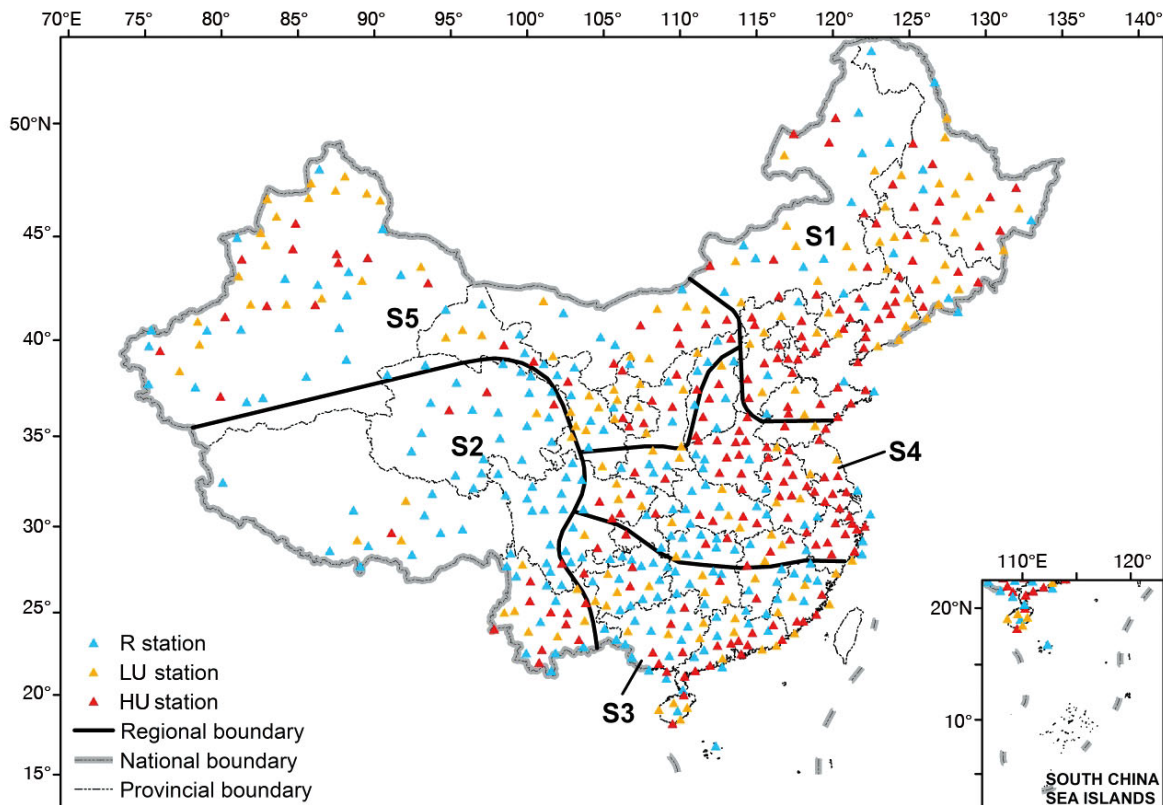 70°E 75° 80° 85° 90° 95° 100° 105° 110° 115° 120° 125° 130° 135° 140°
50°N
45°
40°
35°
30°
25°
20°
15°
S1
S5
S2
S4
S3
R station
LU station
HU station
Regional boundary
National boundary
Provincial boundary
110° 120°
20°N
10°
SOUTH CHINA
SEA ISLANDS